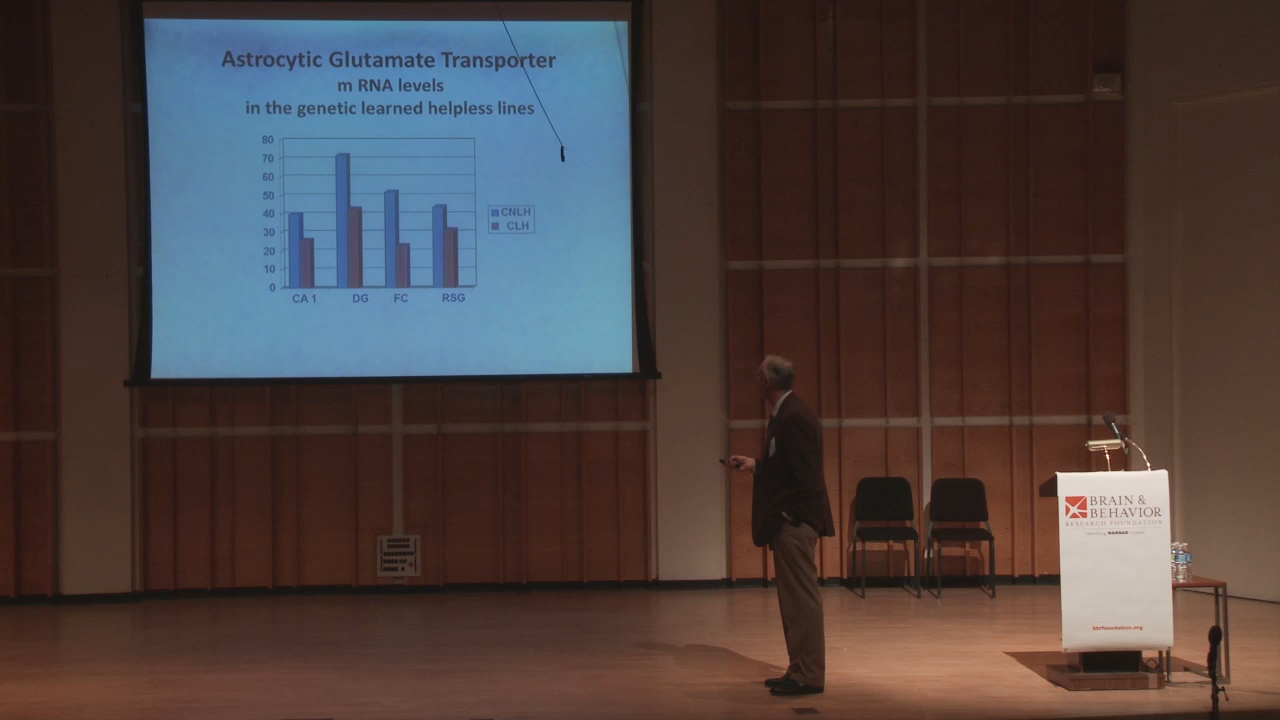 Astrocytic Glutamate Transporter
m RNA levels
in the genetic learned helpless lines
80
70
60
50
40
30
20
10
0
CA 1 DG FC RSG
CNLH
CLH
BRAIN &
BEHAVIOR
RESEARCH FOUNDATION
bbrfoundation.org